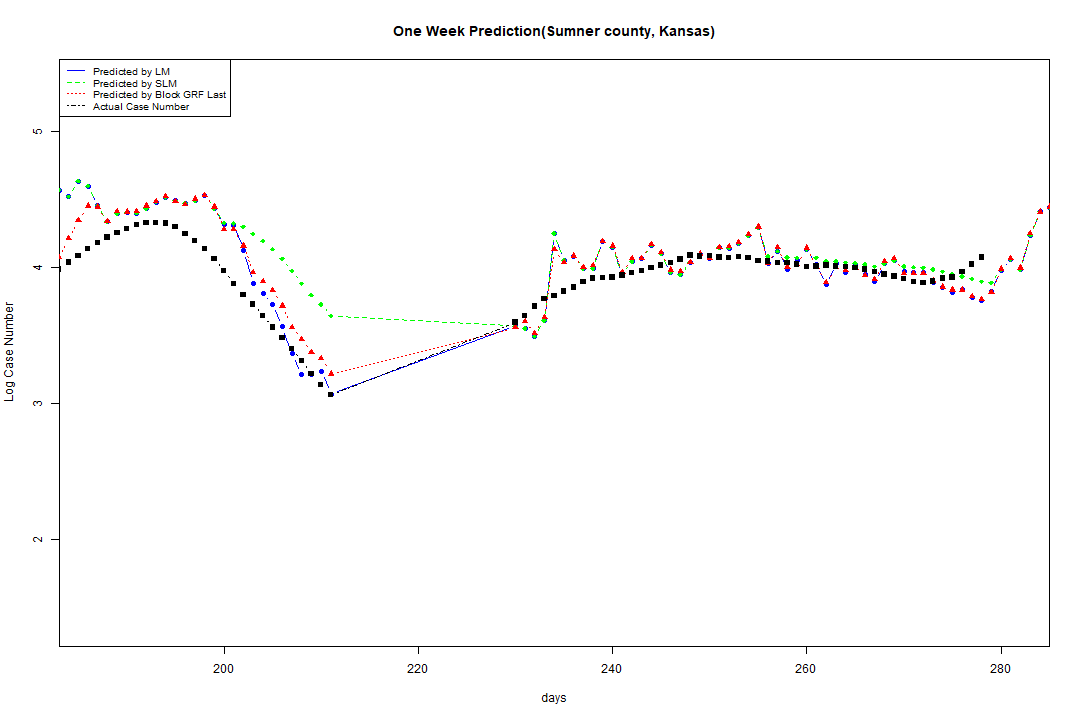 One Week Prediction(Sumner county, Kansas)
Predicted by LM
Predicted by SLM
Predicted by Block GRF Last
Actual Case Number
5
4
3
2
Log Case Number
200 220 240 260 280
days